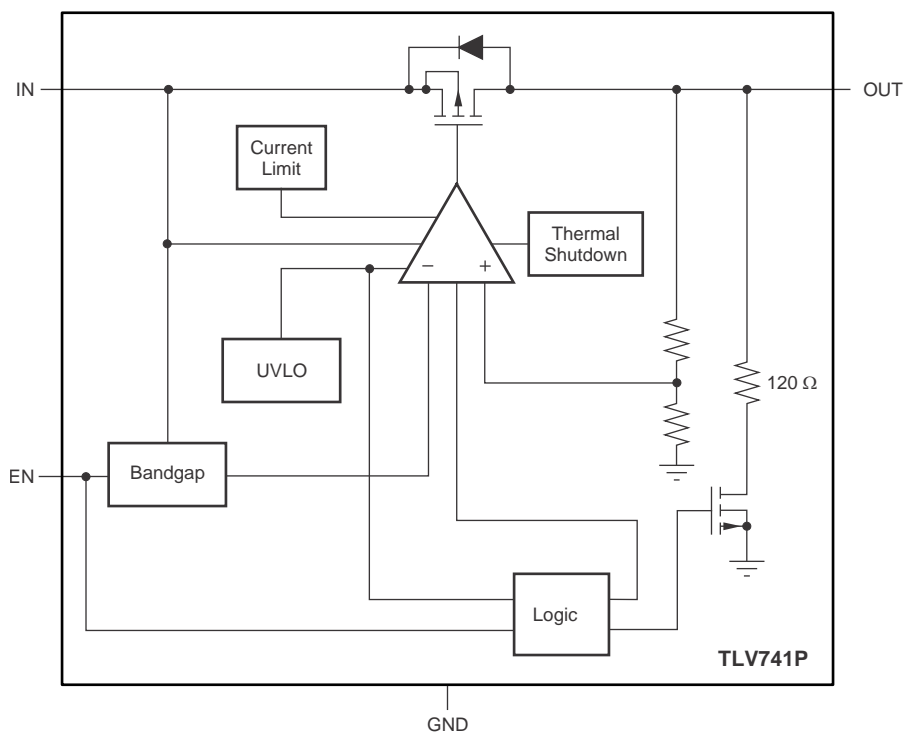 IN
OUT
Current
Limit
Thermal
Shutdown
−
+
UVLO
120 Ω
EN
Bandgap
Logic
TLV741P
GND